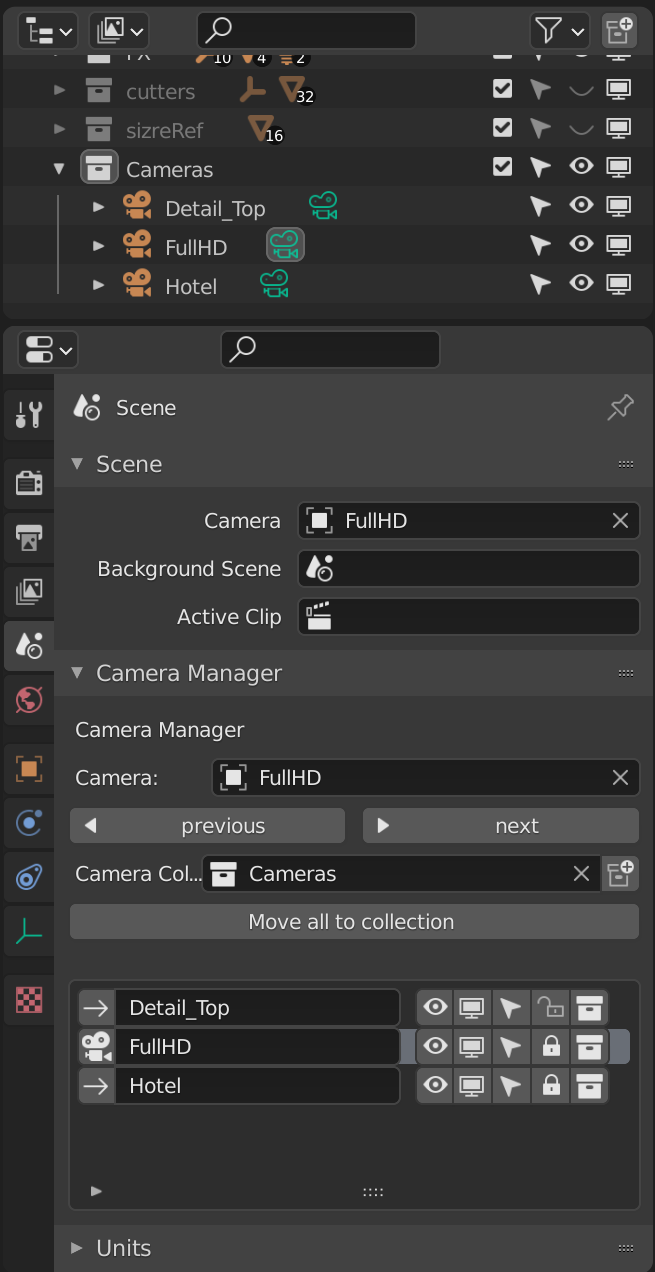 FX 10 4 2
cutters 32
sizreRef 16
Cameras
Detail_Top
FullHD
Hotel
Scene
Scene
Camera FullHD
Background Scene
Active Clip
Camera Manager
Camera Manager
Camera: FullHD
previous next
Camera Col... Cameras
Move all to collection
Detail_Top
FullHD
Hotel
Units